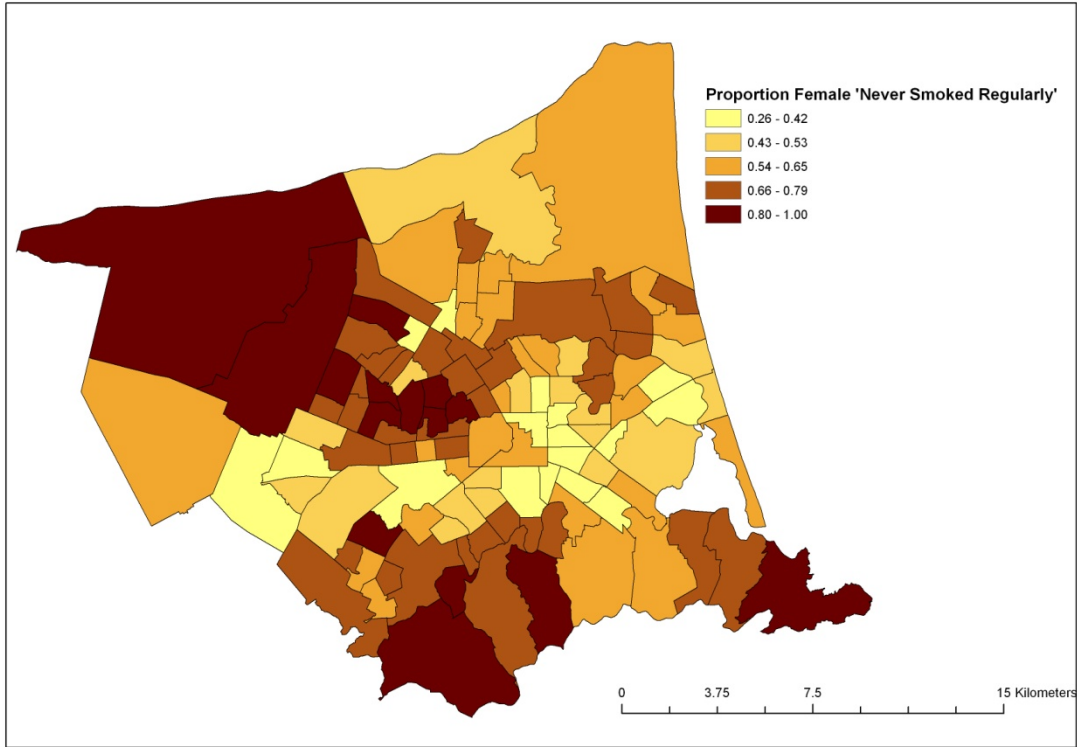 Proportion Female 'Never Smoked Regularly'
0.26 - 0.42
0.43 - 0.53
0.54 - 0.65
0.66 - 0.79
0.80 - 1.00
0 3.75 7.5 15 Kilometers